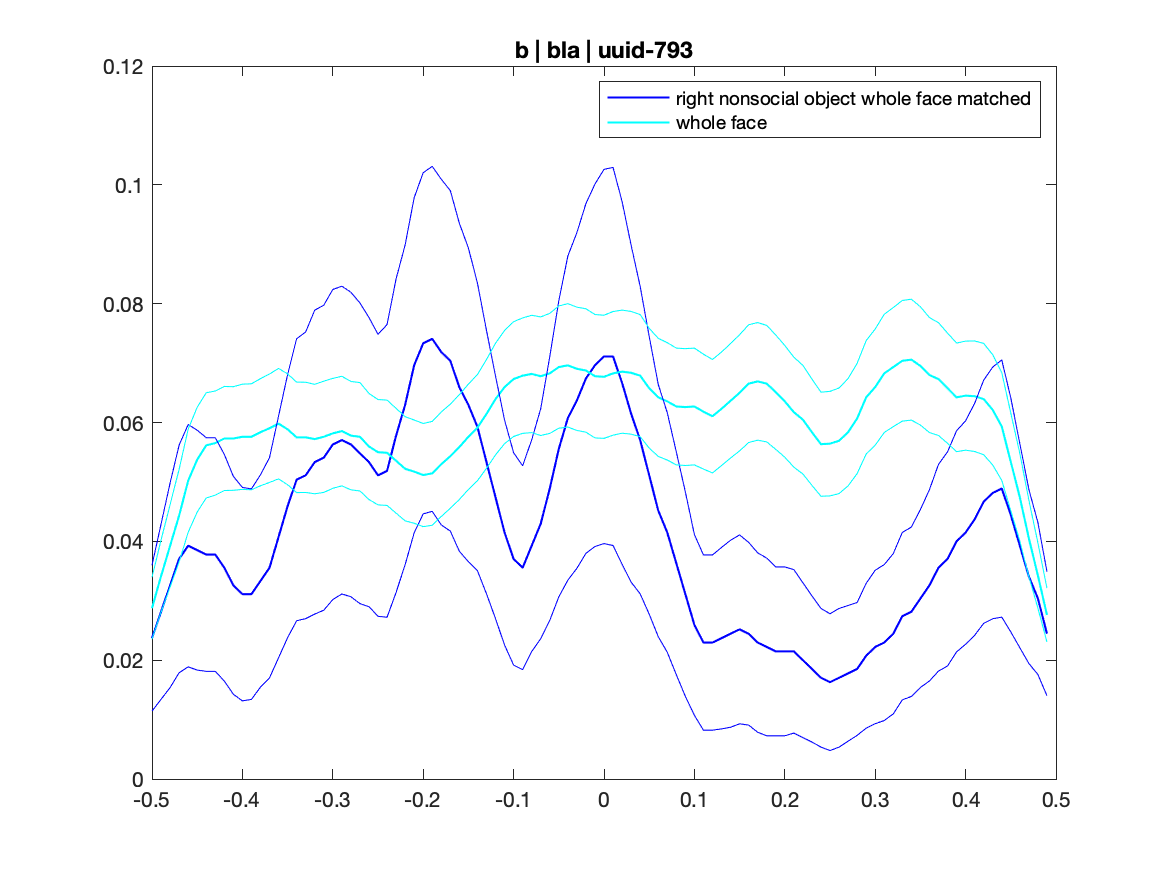 b | bla | uuid-793
0.12
right nonsocial object whole face matched
whole face
0.1
0.08
0.06
0.04
0.02
0
-0.5 -0.4 -0.3 -0.2 -0.1 0 0.1 0.2 0.3 0.4 0.5